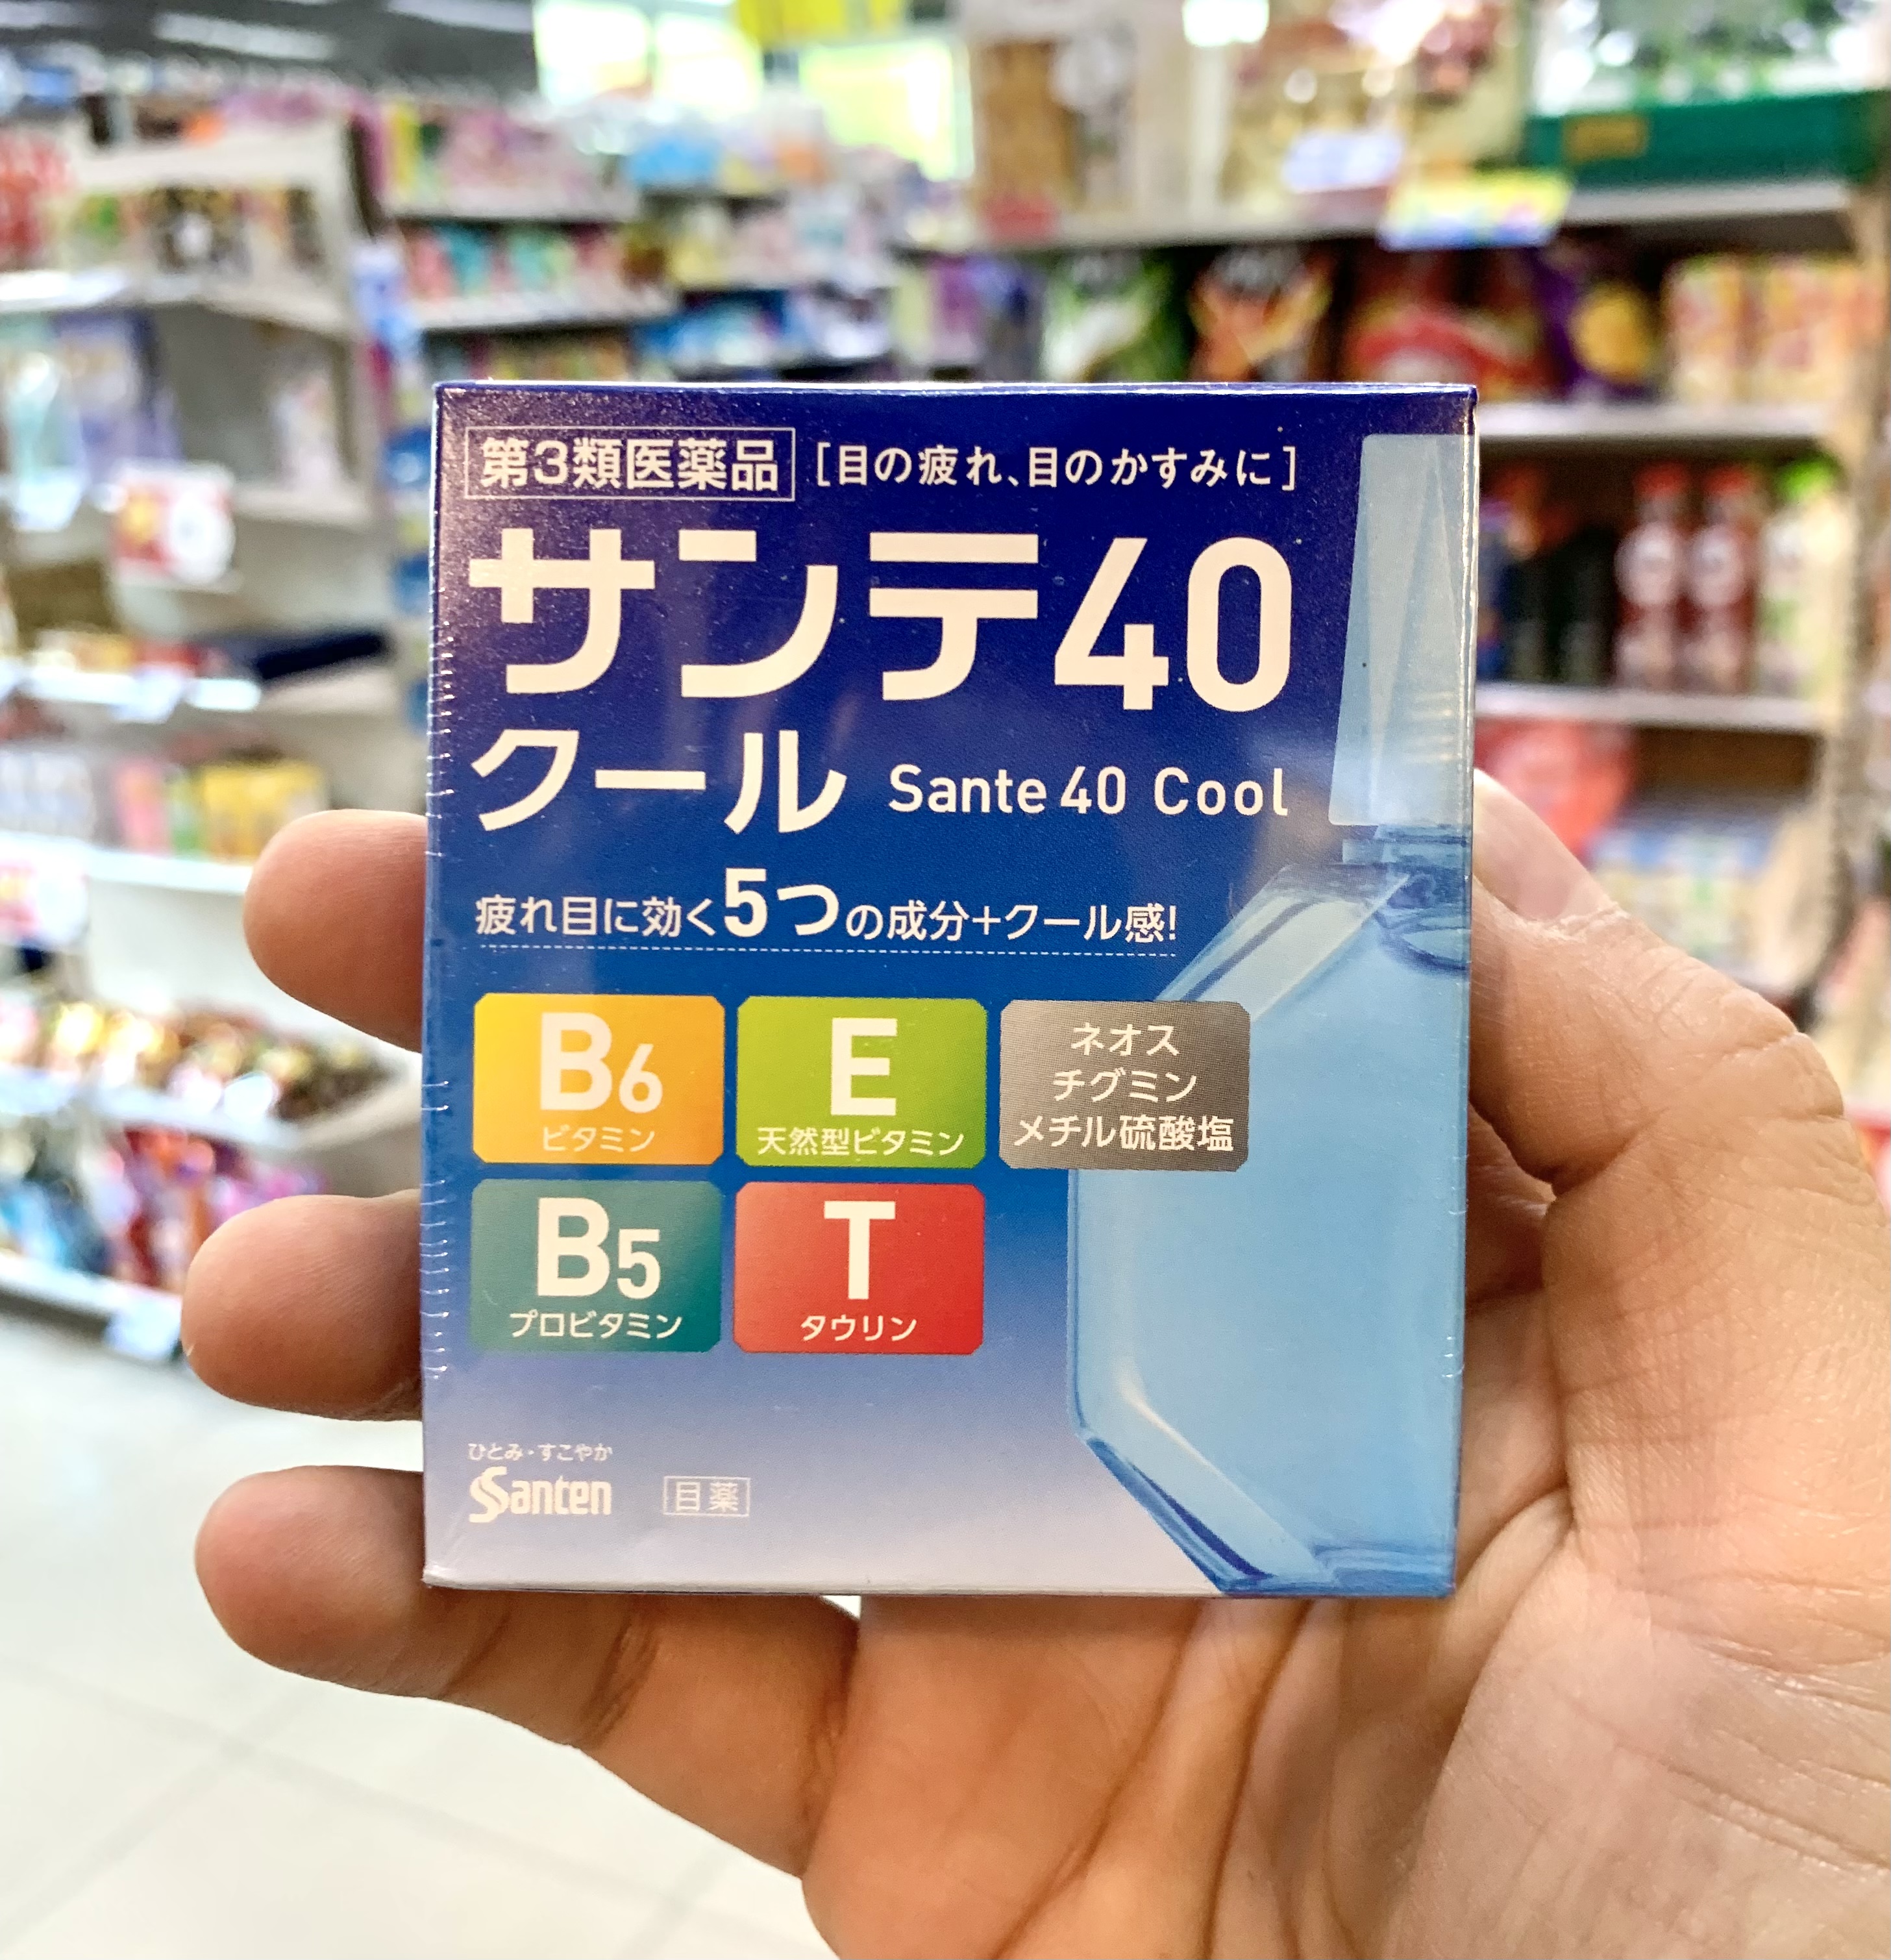 第3類医薬品 [目の疲れ、目のかすみに]
サンテ40
クール Sante 40 Cool
疲れ目に効く5つの成分+クール感!
B6
ビタミン
E
天然型ビタミン
ネオス
チグミン
メチル硫酸塩
B5
プロビタミン
T
タウリン
ひとみ・すこやか
Santen 目薬